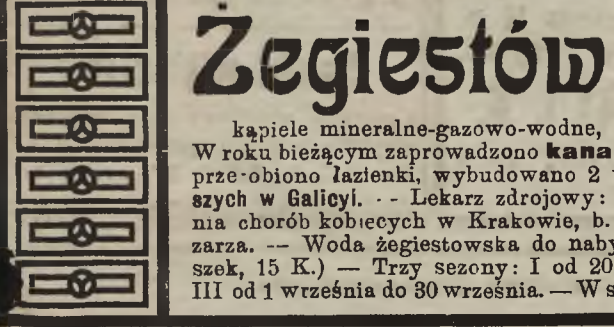 Żegiestów
kąpiele mineralne-gazowo-wodne,
W roku bieżącym zaprowadzono kana
prze-obiono łazienki, wybudowano 2
szych w Galicyi. -- Lekarz zdrojowy:
nia chorób kobiecych w Krakowie, b.
zarza. -- Woda żegiestowska do naby
szek, 15 K.) — Trzy sezony: I od 20
III od 1 września do 30 września. — W s